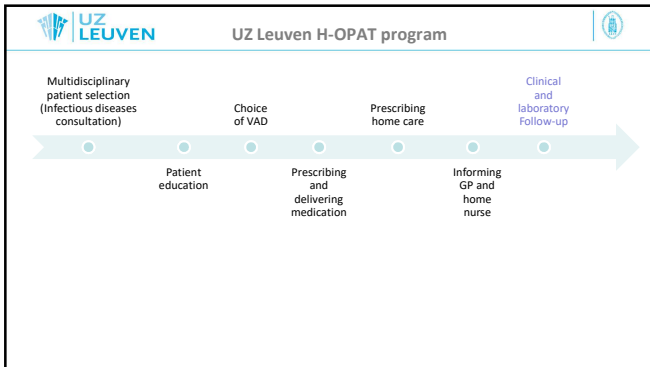 UZ
LEUVEN
UZ Leuven H-OPAT program
Multidisciplinary
patient selection
(Infectious diseases
consultation)
Patient
education
Choice
of VAD
Prescribing
and
delivering
medication
Prescribing
home care
Informing
GP and
home
nurse
Clinical
and
laboratory
Follow-up